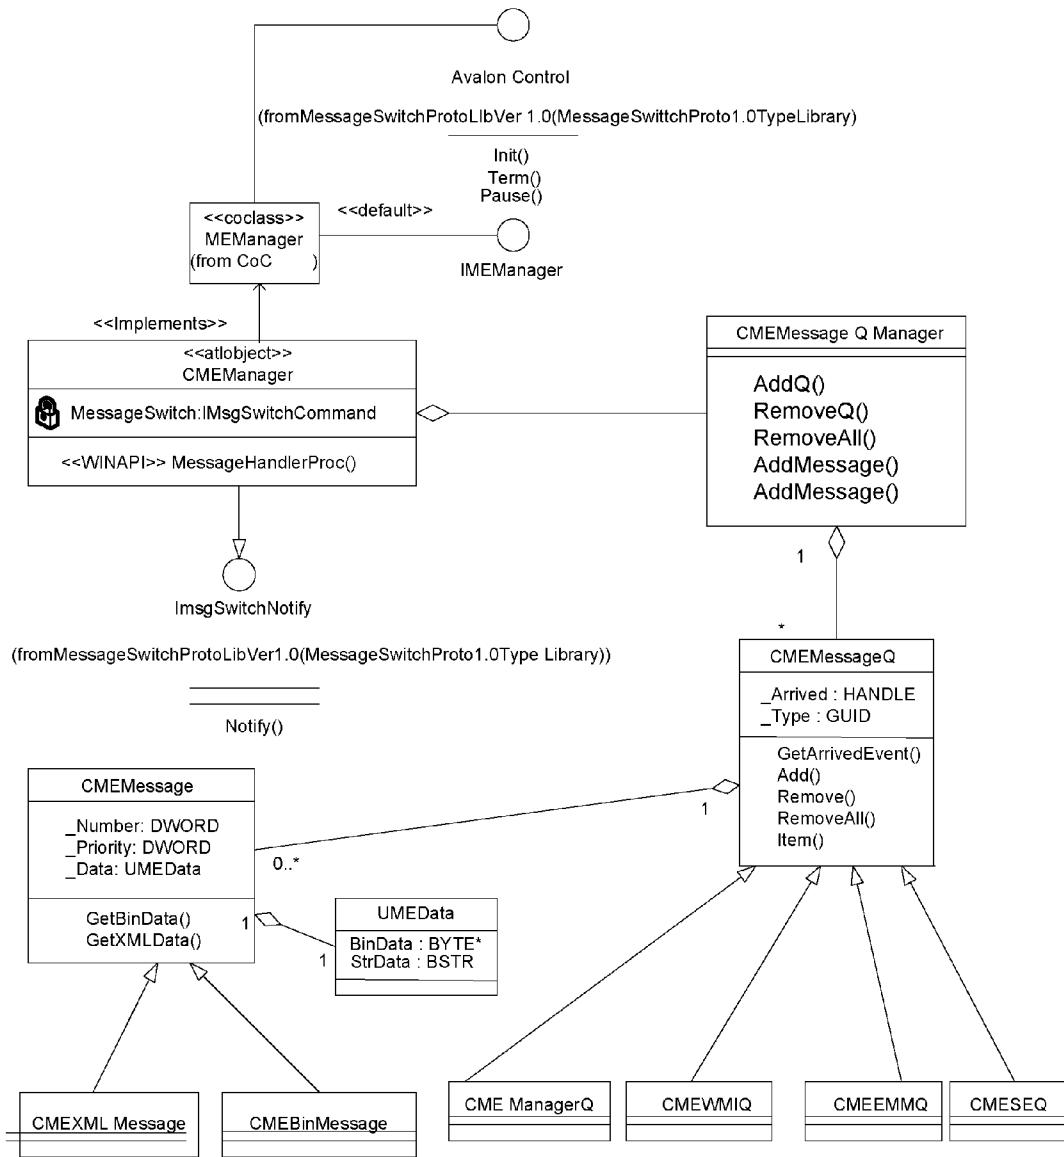 Avalon Control
(fromMessageSwitchProtoLIbVer 1.0(MessageSwittchProto1.0TypeLibrary)
Init()
Term()
Pause()
<<coclass>>
MEManager
(from CoC )
<<default>>
IMEManager
<<Implements>>
<<atlobject>>
CMEManager
MessageSwitch:IMsgSwitchCommand
<<WINAPI>> MessageHandlerProc()
CMEMessage Q Manager
AddQ()
RemoveQ()
RemoveAll()
AddMessage()
AddMessage()
1
*
ImsgSwitchNotify
(fromMessageSwitchProtoLibVer1.0(MessageSwitchProto1.0Type Library))
Notify()
CMEMessageQ
_Arrived : HANDLE
_Type : GUID
GetArrivedEvent()
Add()
Remove()
RemoveAll()
Item()
1
0..*
CMEMessage
_Number: DWORD
_Priority: DWORD
_Data: UMEData
GetBinData()
GetXMLData()
1
1
UMEData
BinData : BYTE*
StrData : BSTR
CMEXML Message
CMEBinMessage
CME ManagerQ
CMEWMIQ
CMEEMMQ
CMESEQ